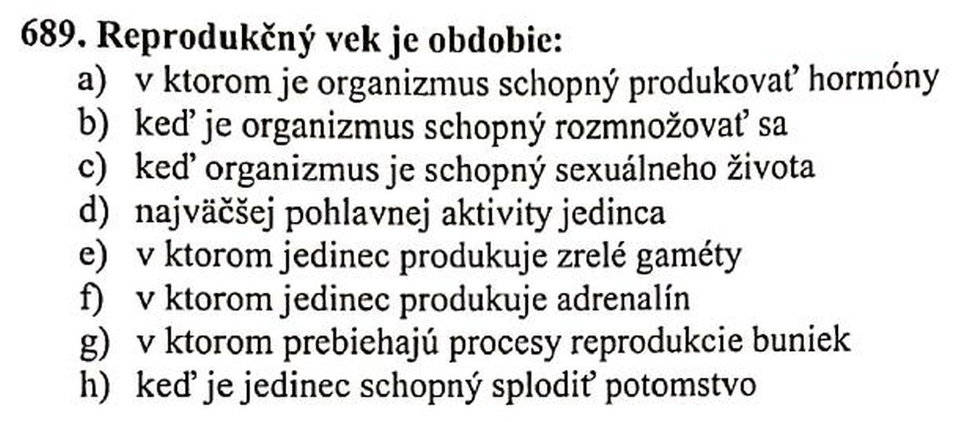 689. Reprodukčný vek je obdobie:
a) v ktorom je organizmus schopný produkovať hormóny
b) keď je organizmus schopný rozmnožovať sa
c) keď organizmus je schopný sexuálneho života
d) najväčšej pohlavnej aktivity jedinca
e) v ktorom jedinec produkuje zrelé gaméty
f) v ktorom jedinec produkuje adrenalín
g) v ktorom prebiehajú procesy reprodukcie buniek
h) keď je jedinec schopný splodiť potomstvo